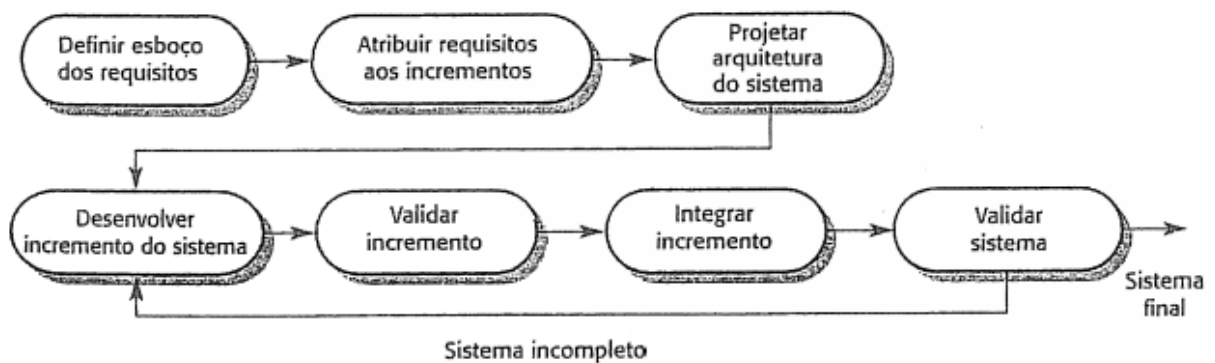 Definir esboço
dos requisitos
Atribuir requisitos
aos incrementos
Projetar
arquitetura
do sistema
Desenvolver
incremento do sistema
Validar
incremento
Integrar
incremento
Validar
sistema
Sistema
final
Sistema incompleto